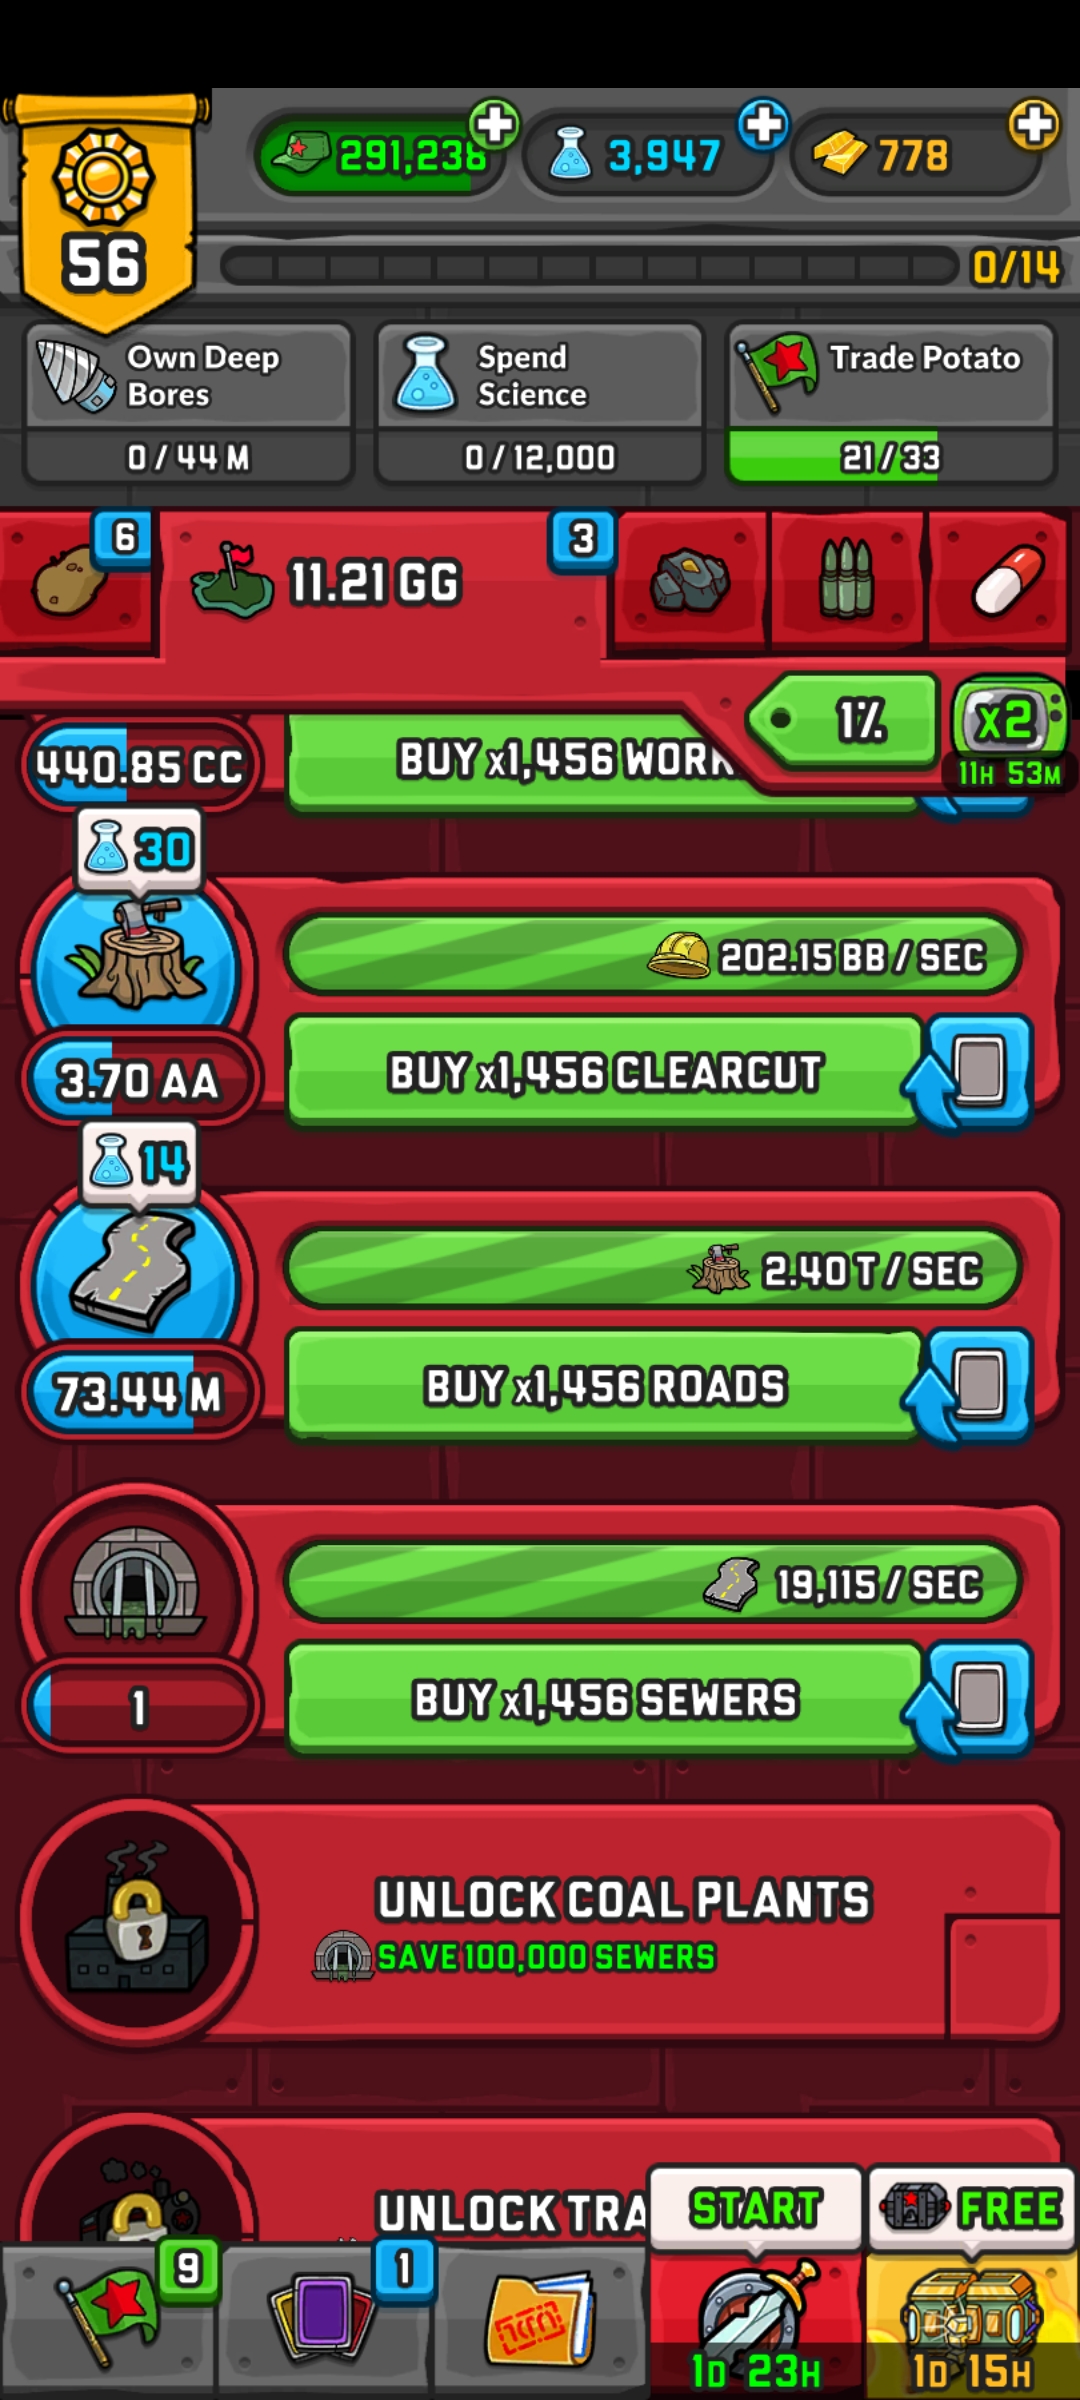 291,238
3,947
778
56
0/14
Own Deep
Bores
0 / 44 M
Spend
Science
0 / 12,000
Trade Potato
21 / 33
6
11.21 GG
3
1%
x2
11H 53M
440.85 CC
BUY x1,456 WORK
30
202.15 BB / SEC
3.70 AA
BUY x1,456 CLEARCUT
14
2.40 T / SEC
73.44 M
BUY x1,456 ROADS
19,115 / SEC
1
BUY x1,456 SEWERS
UNLOCK COAL PLANTS
SAVE 100,000 SEWERS
UNLOCK TRA
START
FREE
9
1
1D 23H
1D 15H